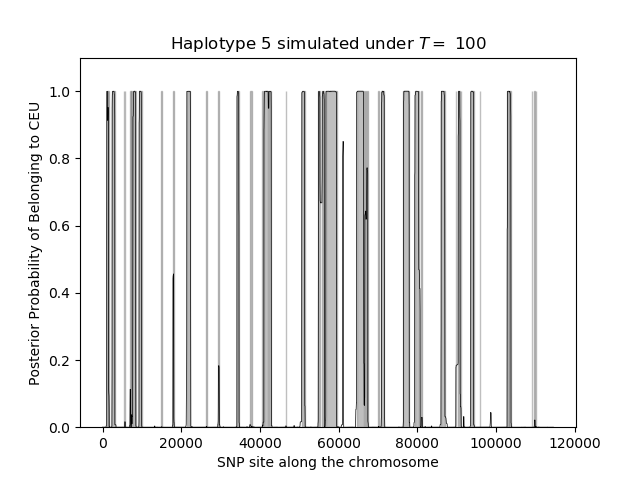 Haplotype 5 simulated under T = 100
Posterior Probability of Belonging to CEU
1.0
0.8
0.6
0.4
0.2
0.0
0 20000 40000 60000 80000 100000 120000
SNP site along the chromosome